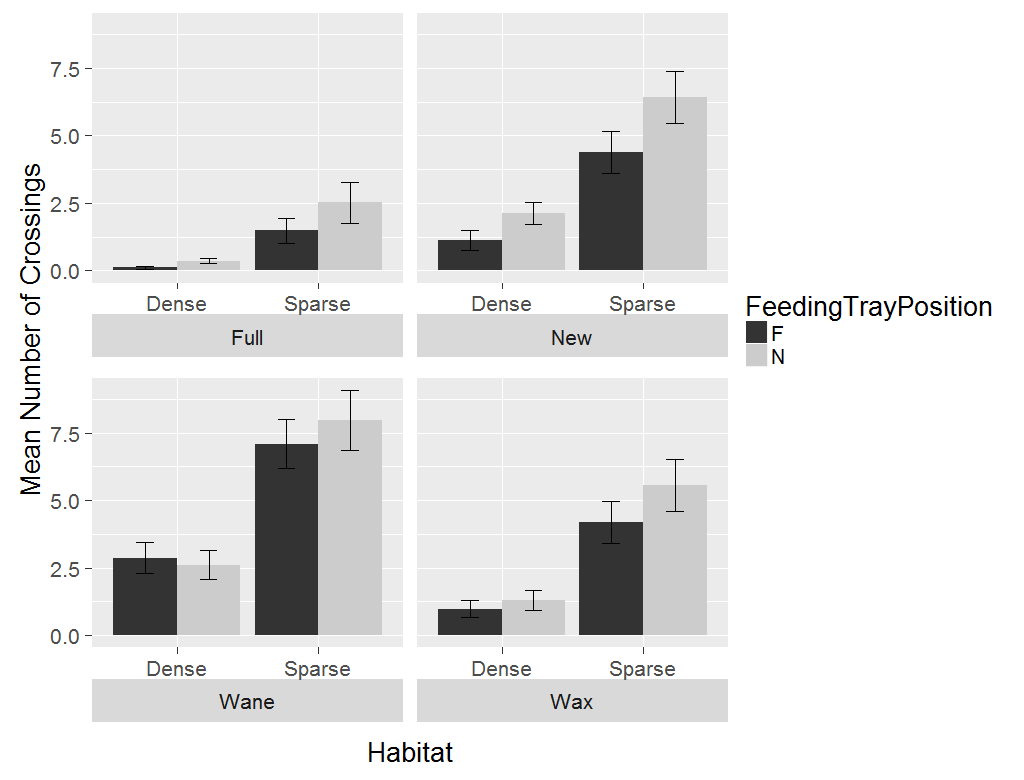 Mean Number of Crossings
7.5
5.0
2.5
0.0
Dense Sparse Dense Sparse
Full New
7.5
5.0
2.5
0.0
Dense Sparse Dense Sparse
Wane Wax
Habitat
FeedingTrayPosition
F
N